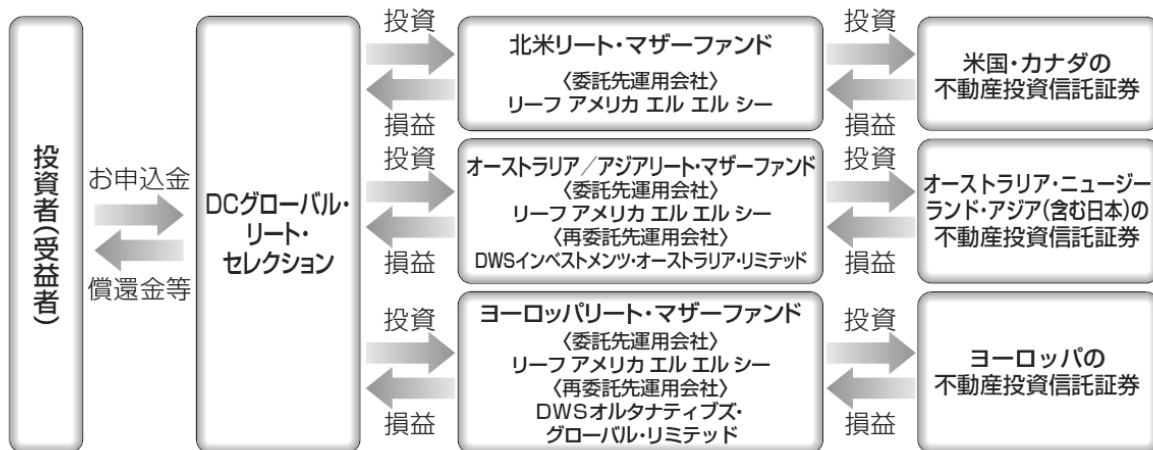 投資者(受益者)
お申込金
償還金等
DCグローバル・
リート・
セレクション
投資
損益
北米リート・マザーファンド
〈委託先運用会社〉
リーフ アメリカ エル エル シー
投資
損益
米国・カナダの
不動産投資信託証券
投資
損益
オーストラリア／アジアリート・マザーファンド
〈委託先運用会社〉
リーフ アメリカ エル エル シー
〈再委託先運用会社〉
DWSインベストメンツ・オーストラリア・リミテッド
投資
損益
オーストラリア・ニュージー
ランド・アジア(含む日本)の
不動産投資信託証券
投資
損益
ヨーロッパリート・マザーファンド
〈委託先運用会社〉
リーフ アメリカ エル エル シー
〈再委託先運用会社〉
DWSオルタナティブズ・
グローバル・リミテッド
投資
損益
ヨーロッパの
不動産投資信託証券